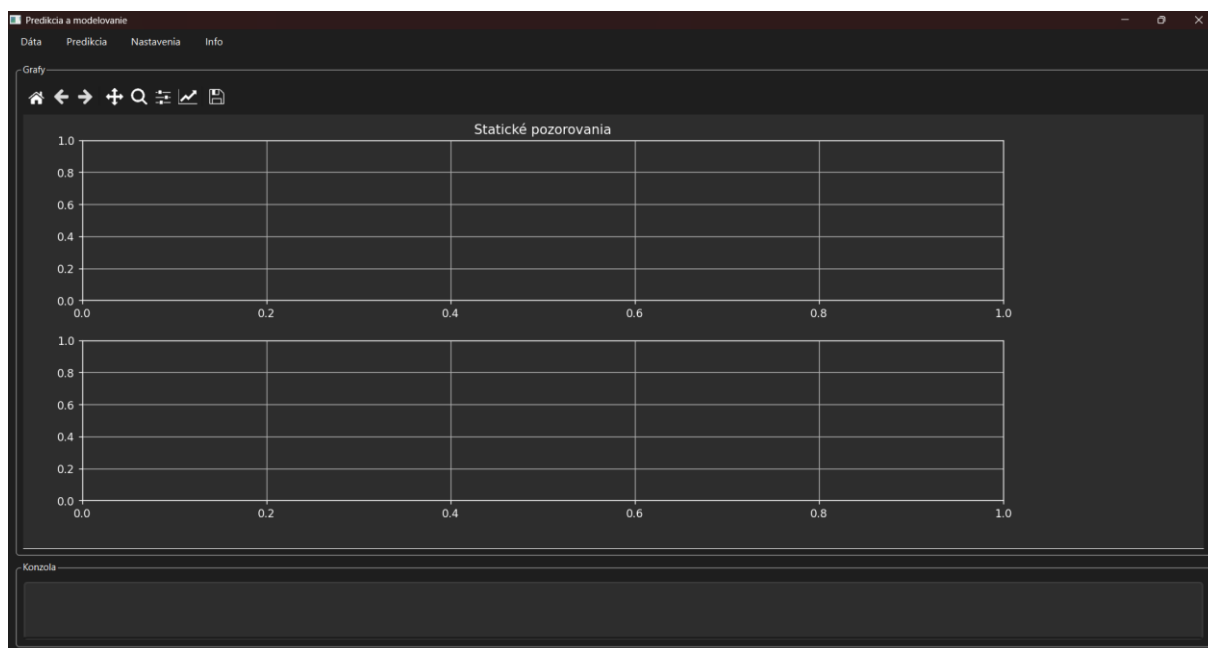 Predikcia a modelovanie
Dáta Predikcia Nastavenia Info
Grafy
Statické pozorovania
1.0
0.8
0.6
0.4
0.2
0.0
0.0 0.2 0.4 0.6 0.8 1.0
1.0
0.8
0.6
0.4
0.2
0.0
0.0 0.2 0.4 0.6 0.8 1.0
Konzola